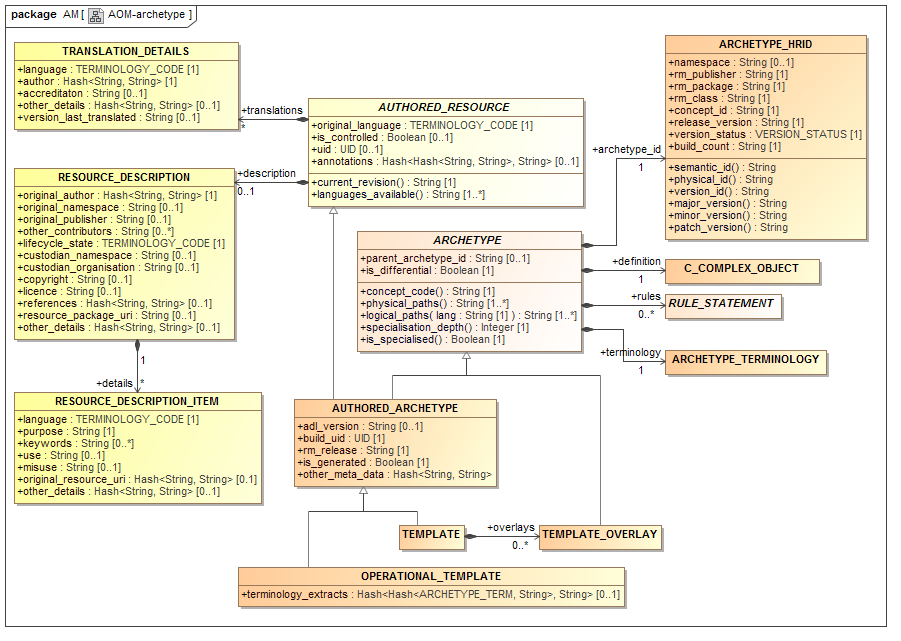 package AM [ AOM-archetype ]
TRANSLATION_DETAILS
+language : TERMINOLOGY_CODE [1]
+author : Hash<String, String> [1]
+accreditaton : String [0..1]
+other_details : Hash<String, String> [0..1]
+version_last_translated : String [0..1]
+translations
*
AUTHORED_RESOURCE
+original_language : TERMINOLOGY_CODE [1]
+is_controlled : Boolean [0..1]
+uid : UID [0..1]
+annotations : Hash<Hash<String, String>, String> [0..1]
+current_revision() : String [1]
+languages_available() : String [1..*]
ARCHETYPE_HRID
+namespace : String [0..1]
+rm_publisher : String [1]
+rm_package : String [1]
+rm_class : String [1]
+concept_id : String [1]
+release_version : String [1]
+version_status : VERSION_STATUS [1]
+build_count : String [1]
+semantic_id() : String
+physical_id() : String
+version_id() : String
+major_version() : String
+minor_version() : String
+patch_version() : String
+archetype_id
1
+description
0..1
RESOURCE_DESCRIPTION
+original_author : Hash<String, String> [1]
+original_namespace : String [0..1]
+original_publisher : String [0..1]
+other_contributors : String [0..*]
+lifecycle_state : TERMINOLOGY_CODE [1]
+custodian_namespace : String [0..1]
+custodian_organisation : String [0..1]
+copyright : String [0..1]
+licence : String [0..1]
+references : Hash<String, String> [0..1]
+resource_package_uri : String [0..1]
+other_details : Hash<String, String> [0..1]
ARCHETYPE
+parent_archetype_id : String [0..1]
+is_differential : Boolean [1]
+concept_code() : String [1]
+physical_paths() : String [1..*]
+logical_paths( lang : String [1] ) : String [1..*]
+specialisation_depth() : Integer [1]
+is_specialised() : Boolean [1]
+definition
1
C_COMPLEX_OBJECT
+rules
0..*
RULE_STATEMENT
+terminology
1
ARCHETYPE_TERMINOLOGY
1
+details
*
RESOURCE_DESCRIPTION_ITEM
+language : TERMINOLOGY_CODE [1]
+purpose : String [1]
+keywords : String [0..*]
+use : String [0..1]
+misuse : String [0..1]
+original_resource_uri : Hash<String, String> [0.1]
+other_details : Hash<String, String> [0..1]
AUTHORED_ARCHETYPE
+adl_version : String [0..1]
+build_uid : UID [1]
+rm_release : String [1]
+is_generated : Boolean [1]
+other_meta_data : Hash<String, String>
TEMPLATE
+overlays
0..*
TEMPLATE_OVERLAY
OPERATIONAL_TEMPLATE
+terminology_extracts : Hash<Hash<ARCHETYPE_TERM, String>, String> [0..1]